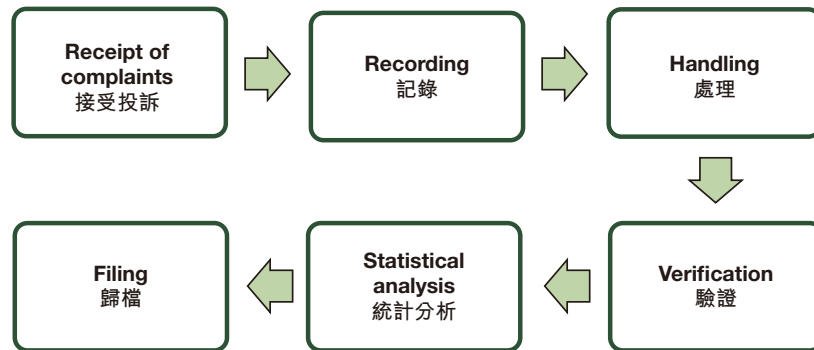 Receipt of
complaints
接受投訴
Recording
記錄
Handling
處理
Verification
驗證
Statistical
analysis
統計分析
Filing
歸檔